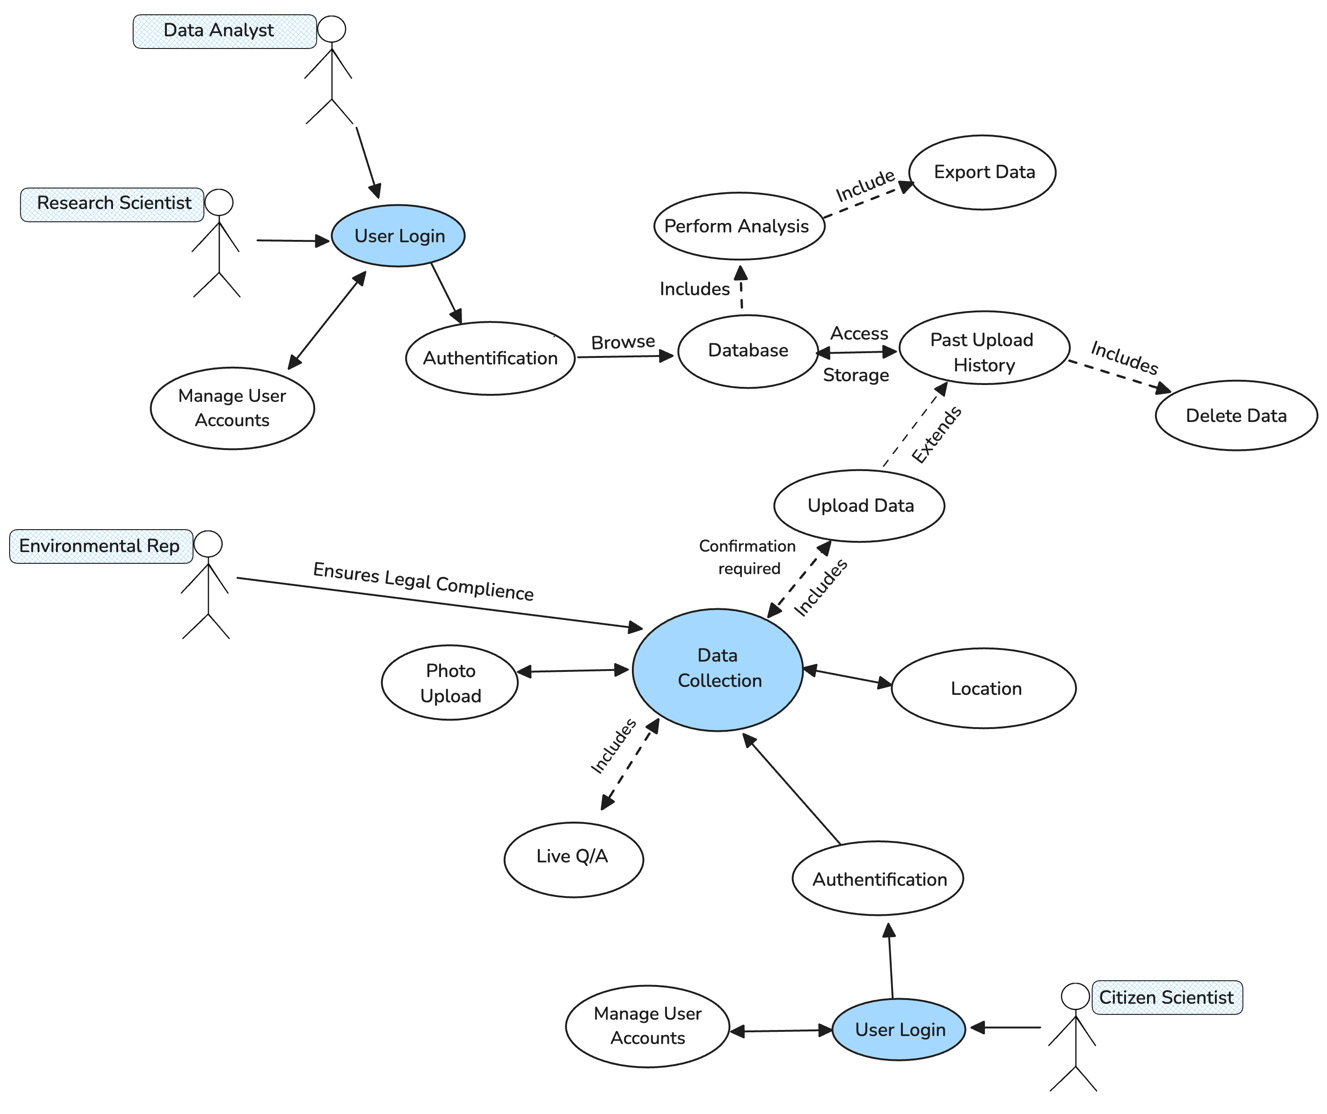 Data Analyst
Research Scientist
User Login
Manage User
Accounts
Authentification
Browse
Database
Includes
Perform Analysis
Include
Export Data
Access
Storage
Past Upload
History
Includes
Delete Data
Extends
Upload Data
Confirmation
required
Includes
Environmental Rep
Ensures Legal Complience
Data
Collection
Photo
Upload
Location
Includes
Live Q/A
Authentification
Manage User
Accounts
User Login
Citizen Scientist